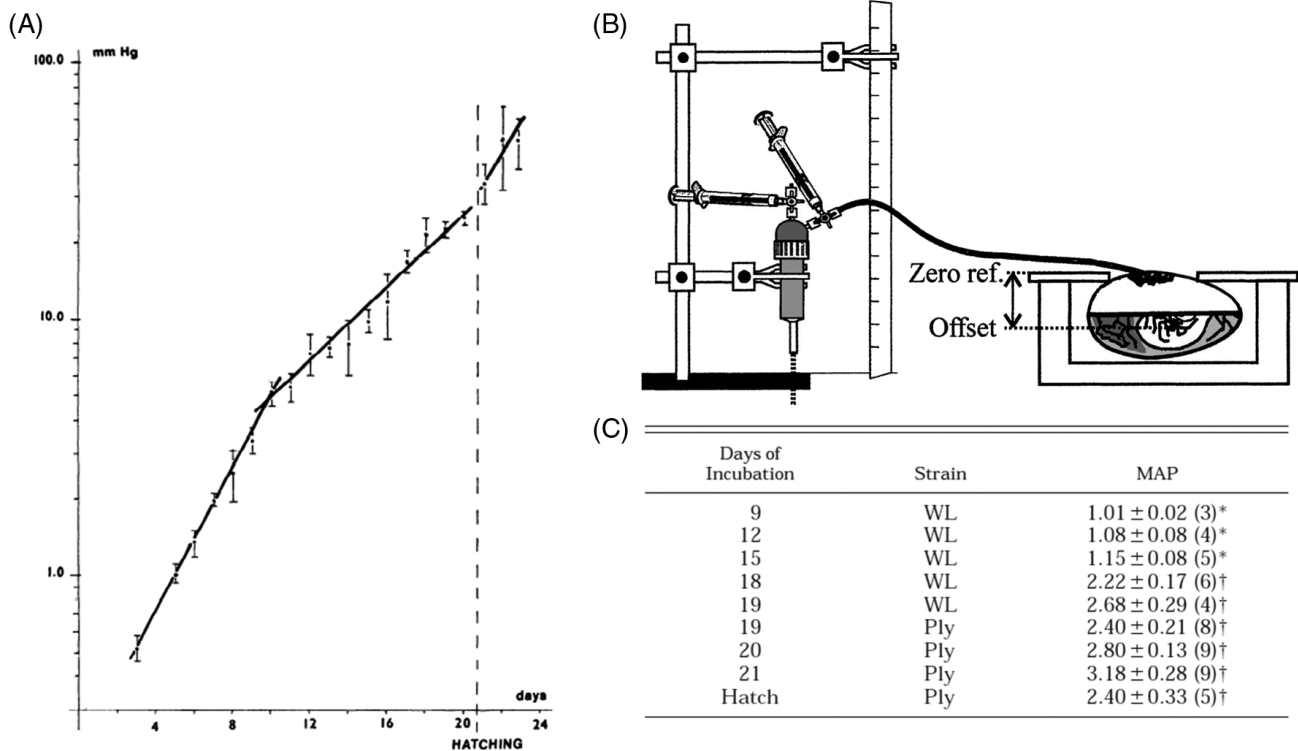 (A)
mm Hg
100.0
10.0
1.0
days
4 8 12 16 20 24
HATCHING
(B)
Zero ref.
Offset
(C)
Days of
Incubation Strain MAP
9 WL 1.01 ± 0.02 (3)*
12 WL 1.08 ± 0.08 (4)*
15 WL 1.15 ± 0.08 (5)*
18 WL 2.22 ± 0.17 (6)†
19 WL 2.68 ± 0.29 (4)†
19 Ply 2.40 ± 0.21 (8)†
20 Ply 2.80 ± 0.13 (9)†
21 Ply 3.18 ± 0.28 (9)†
Hatch Ply 2.40 ± 0.33 (5)†